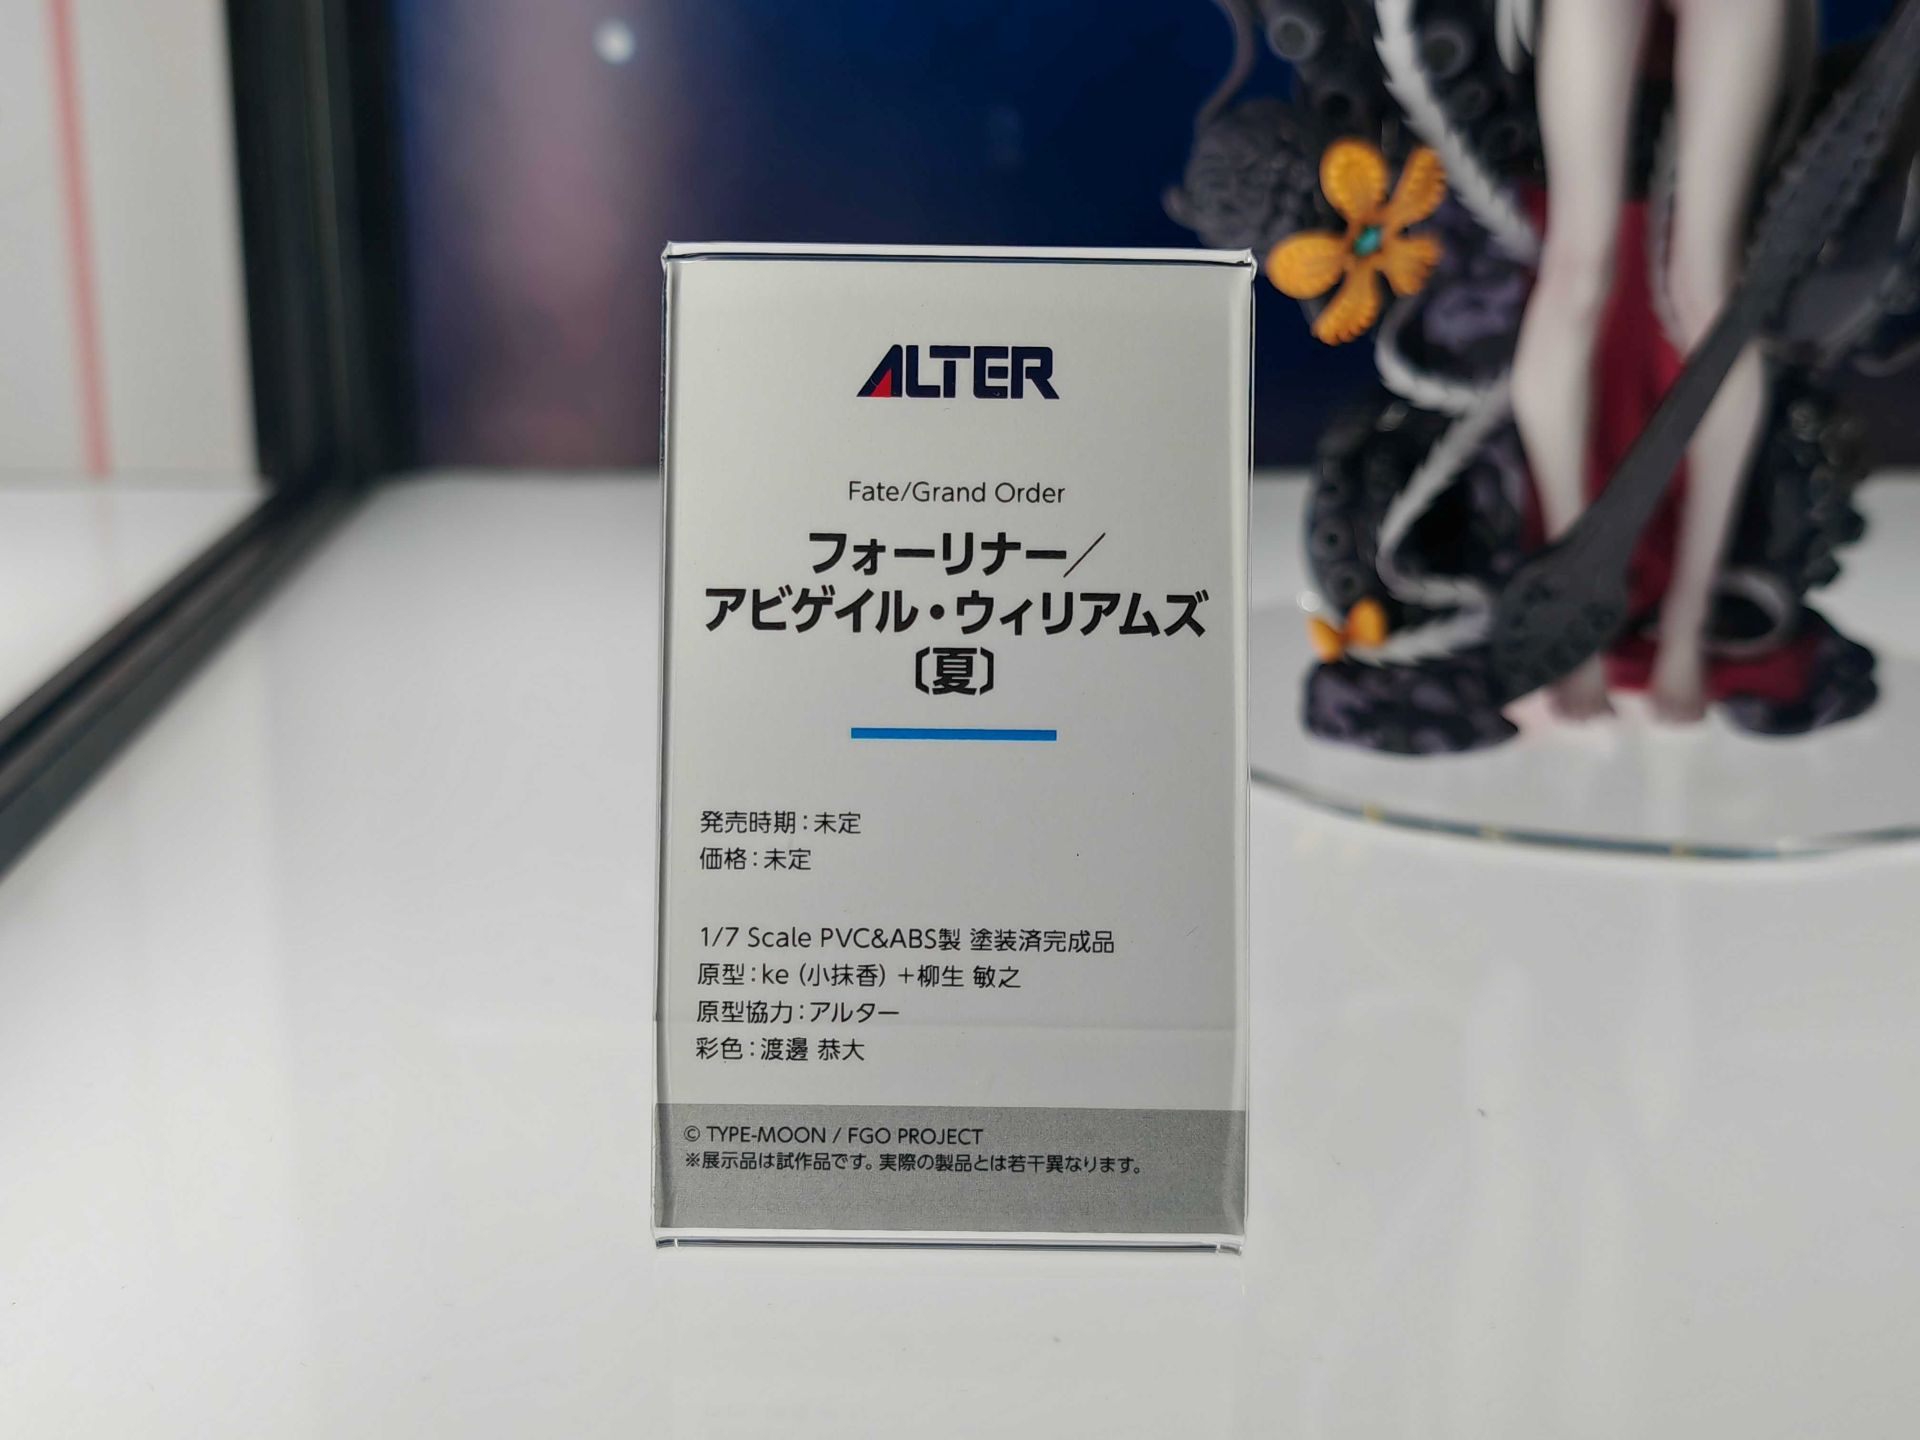 ALTER
Fate/Grand Order
フォーリナー／
アビゲイル・ウィリアムズ
〔夏〕
発売時期：未定
価格：未定
1/7 Scale PVC&ABS製 塗装済完成品
原型：ke（小抹香）＋柳生 敏之
原型協力：アルター
彩色：渡邊 恭大
© TYPE-MOON / FGO PROJECT
※展示品は試作品です。実際の製品とは若干異なります。